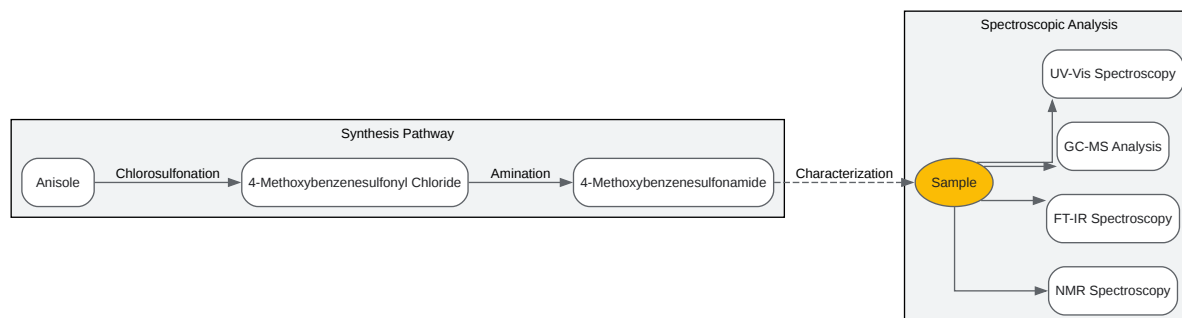 Spectroscopic Analysis
UV-Vis Spectroscopy
Synthesis Pathway
GC-MS Analysis
Anisole
Chlorosulfonation
4-Methoxybenzenesulfonyl Chloride
Amination
4-Methoxybenzenesulfonamide
Characterization
Sample
FT-IR Spectroscopy
NMR Spectroscopy